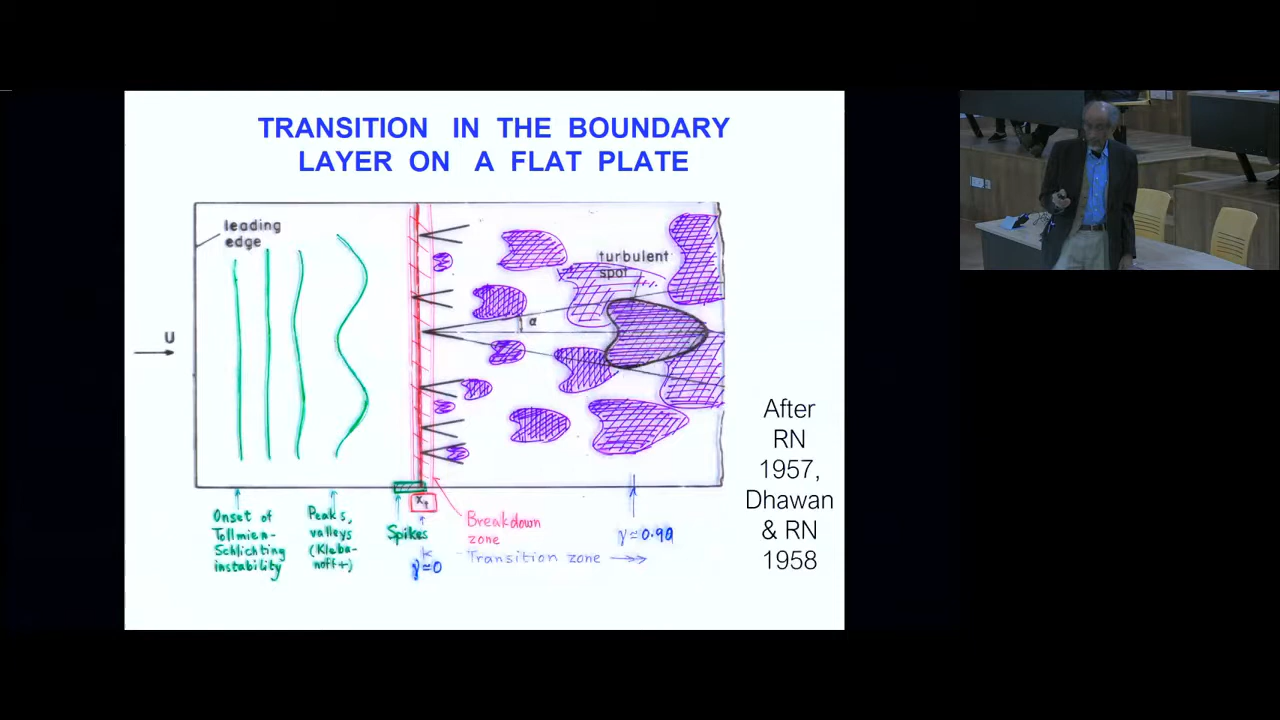 TRANSITION IN THE BOUNDARY
LAYER ON A FLAT PLATE
leading
edge
turbulent
spot
α
U
After
RN
1957,
Dhawan
& RN
1958
Onset of
Tollmien-
Schlichting
instability
Peaks,
valleys
(Kleba-
noff+)
Spikes
x_t
γ≃0
Breakdown
zone
Transition zone
γ≃0.99